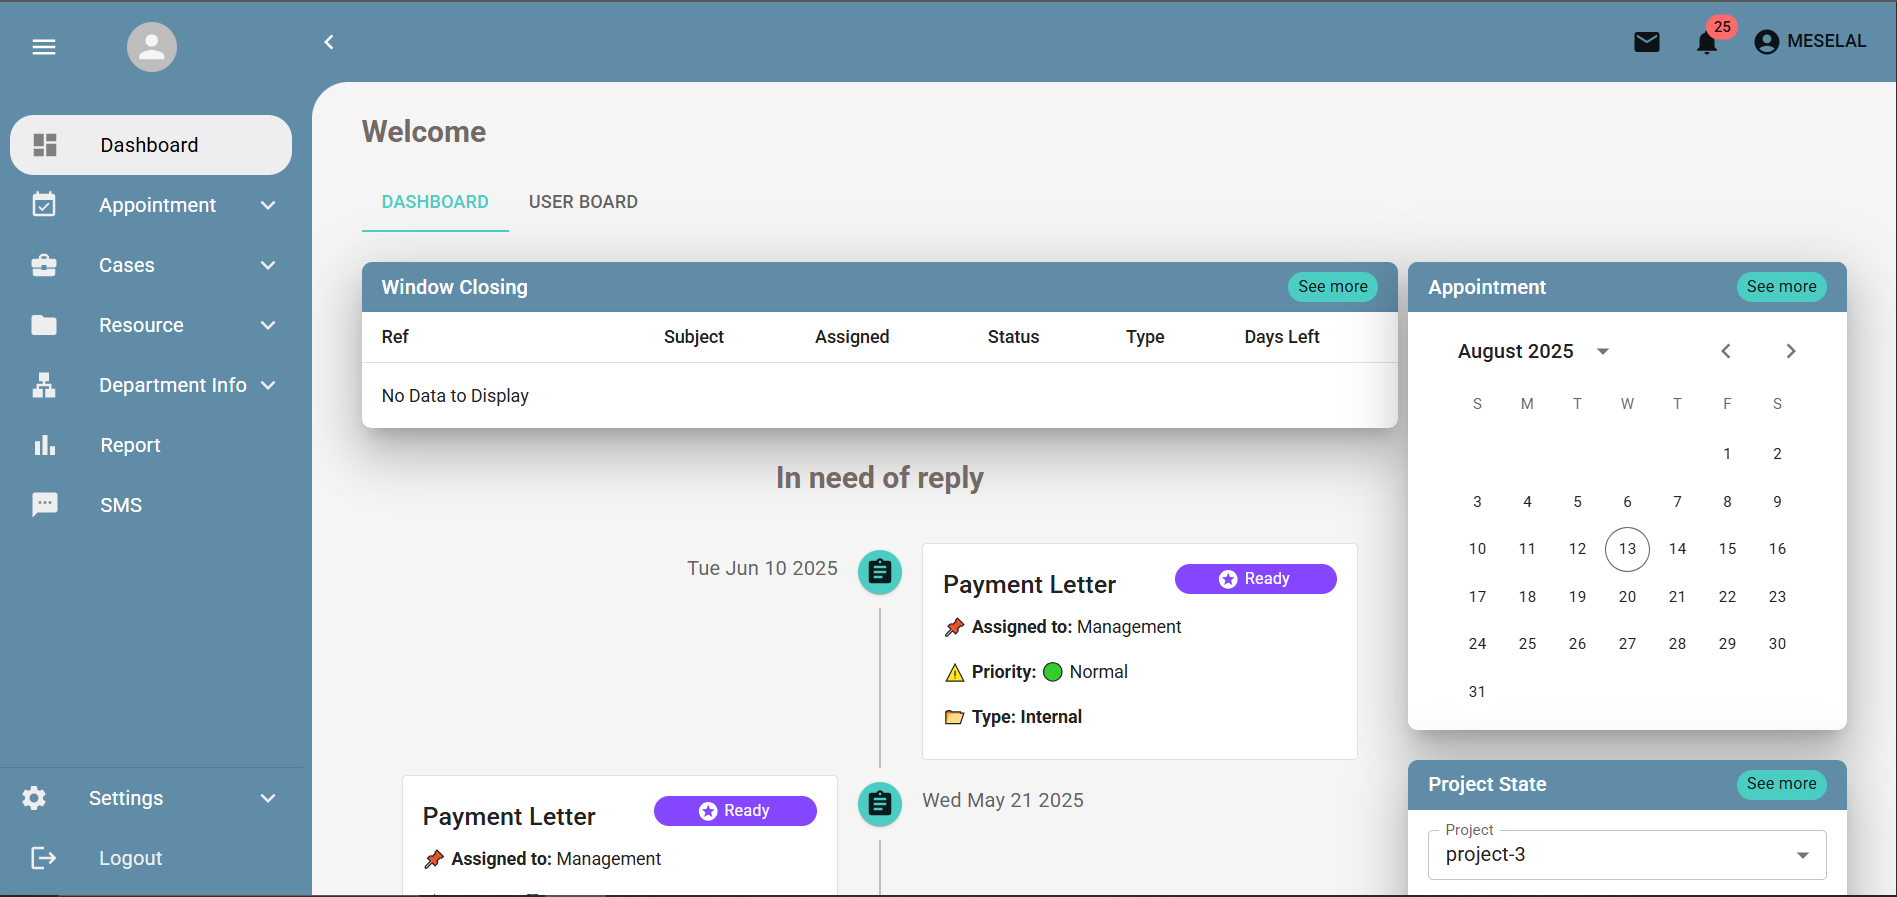 25
MESELAL
Dashboard
Appointment
Cases
Resource
Department Info
Report
SMS
Settings
Logout
Welcome
DASHBOARD USER BOARD
Window Closing See more
Ref Subject Assigned Status Type Days Left
No Data to Display
In need of reply
Tue Jun 10 2025
Payment Letter Ready
Assigned to: Management
Priority: Normal
Type: Internal
Wed May 21 2025
Payment Letter Ready
Assigned to: Management
Appointment See more
August 2025
S M T W T F S
1 2
3 4 5 6 7 8 9
10 11 12 13 14 15 16
17 18 19 20 21 22 23
24 25 26 27 28 29 30
31
Project State See more
Project
project-3